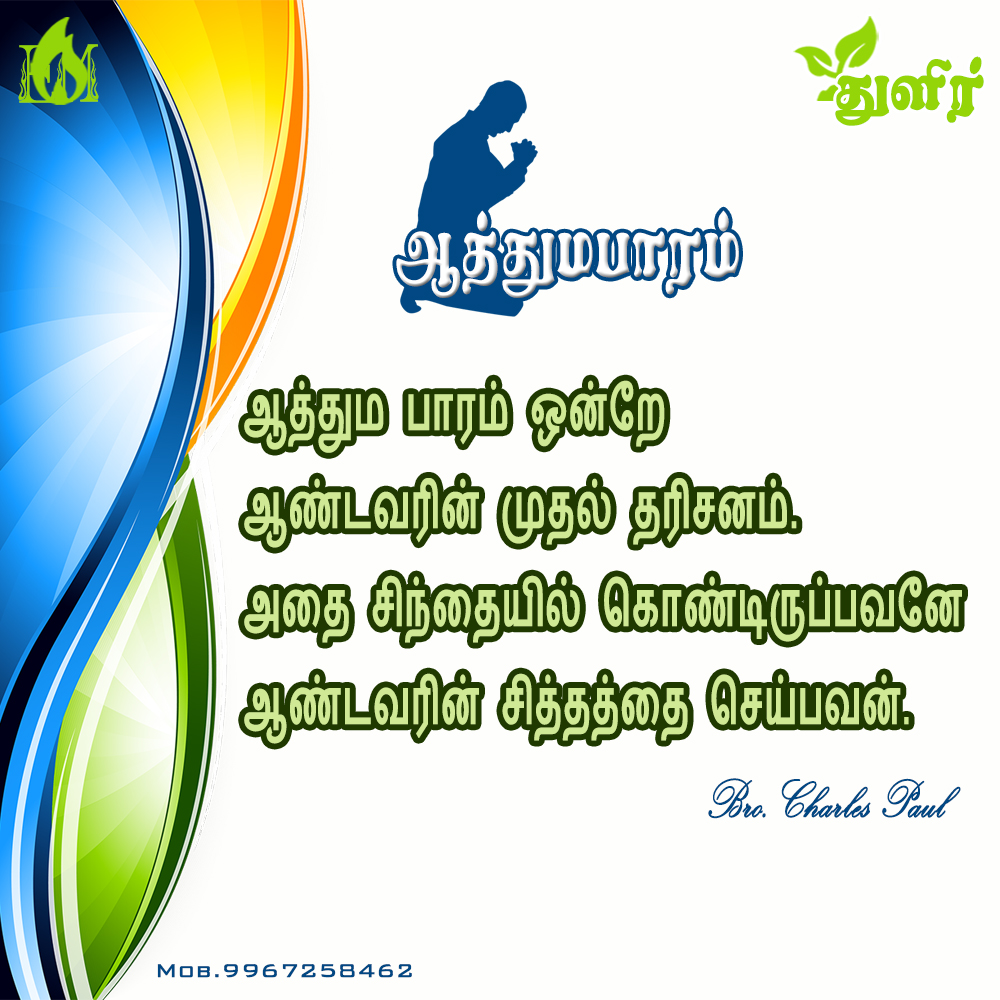 துளிர்
ஆத்துமபாரம்
ஆத்தும பாரம் ஒன்றே
ஆண்டவரின் முதல் தரிசனம்.
அதை சிந்தையில் கொண்டிருப்பவனே
ஆண்டவரின் சித்தத்தை செய்பவன்.
Bro. Charles Paul
Mob.9967258462